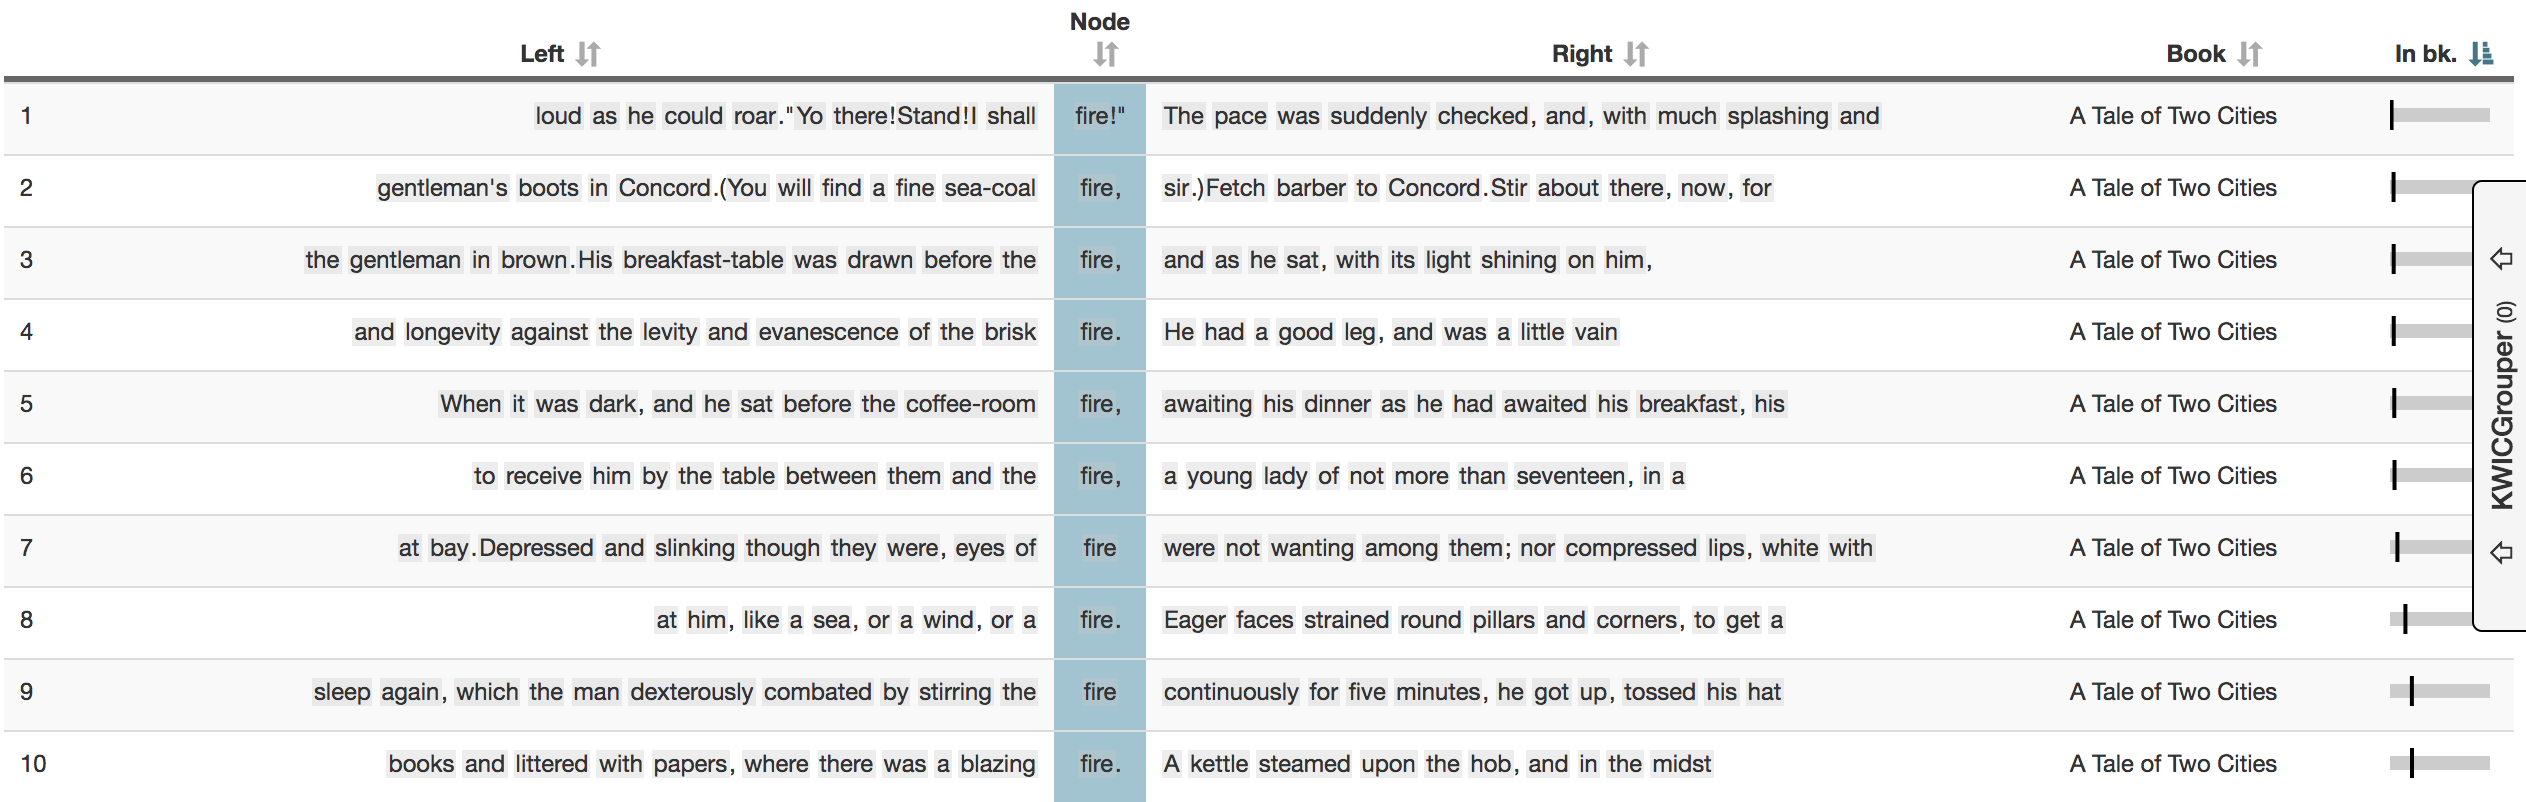 Left Node Right Book In bk.
1 loud as he could roar."Yo there!Stand!I shall fire!" The pace was suddenly checked, and, with much splashing and A Tale of Two Cities
2 gentleman's boots in Concord.(You will find a fine sea-coal fire, sir.)Fetch barber to Concord.Stir about there, now, for A Tale of Two Cities
3 the gentleman in brown.His breakfast-table was drawn before the fire, and as he sat, with its light shining on him, A Tale of Two Cities
4 and longevity against the levity and evanescence of the brisk fire. He had a good leg, and was a little vain A Tale of Two Cities
5 When it was dark, and he sat before the coffee-room fire, awaiting his dinner as he had awaited his breakfast, his A Tale of Two Cities
6 to receive him by the table between them and the fire, a young lady of not more than seventeen, in a A Tale of Two Cities
7 at bay.Depressed and slinking though they were, eyes of fire were not wanting among them; nor compressed lips, white with A Tale of Two Cities
8 at him, like a sea, or a wind, or a fire. Eager faces strained round pillars and corners, to get a A Tale of Two Cities
9 sleep again, which the man dexterously combated by stirring the fire continuously for five minutes, he got up, tossed his hat A Tale of Two Cities
10 books and littered with papers, where there was a blazing fire. A kettle steamed upon the hob, and in the midst A Tale of Two Cities
KWICGrouper (0)